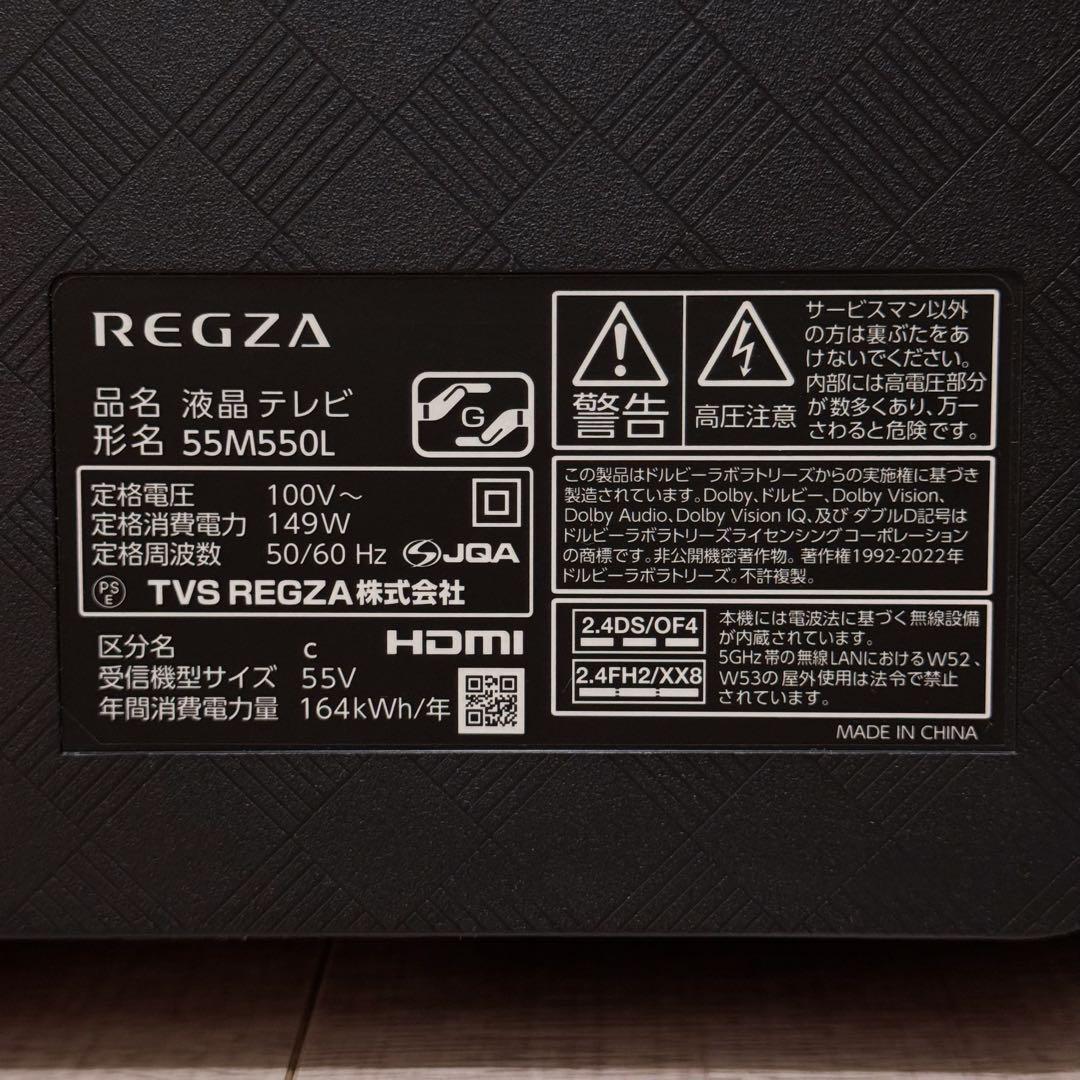 REGZA
品名 液晶テレビ
形名 55M550L
G
定格電圧 100V～
定格消費電力 149W
定格周波数 50/60 Hz JQA
PS
E
TVS REGZA株式会社
区分名 c HDMI
受信機型サイズ 55V
年間消費電力量 164kWh/年
警告
高圧注意
サービスマン以外
の方は裏ぶたをあ
けないでください。
内部には高電圧部分
が数多くあり、万一
さわると危険です。
この製品はドルビーラボラトリーズからの実施権に基づき
製造されています。Dolby、ドルビー、Dolby Vision、
Dolby Audio、Dolby Vision IQ、及び ダブルD記号は
ドルビーラボラトリーズライセンシング コーポレーション
の商標です。非公開機密著作物。著作権1992-2022年
ドルビーラボラトリーズ。不許複製。
2.4DS/OF4
2.4FH2/XX8
本機には電波法に基づく無線設備
が内蔵されています。
5GHz帯の無線LANにおけるW52、
W53の屋外使用は法令で禁止
されています。
MADE IN CHINA